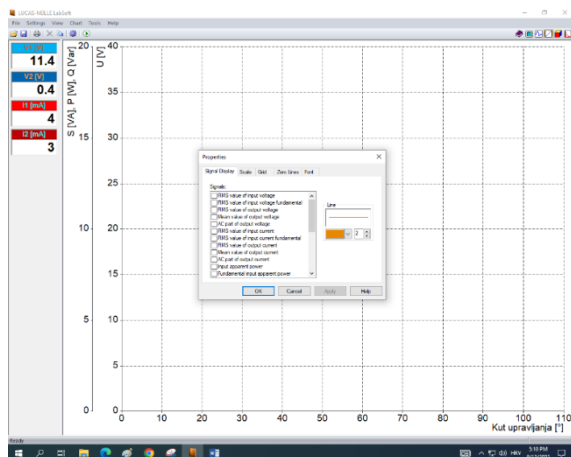 LUCAS-NÜLLE LabSoft
File Settings View Chart Tools Help
11.4
V2 [V]
0.4
I1 [mA]
4
I2 [mA]
3
S [VA], P [W], Q [Var]
20
15
10
5
0
U [V]
40
35
30
25
20
15
10
5
0
Properties
Signal Display Scale Grid Zero Lines Font
Signals:
RMS value of input voltage
RMS value of input voltage fundamental
RMS value of output voltage
Mean value of output voltage
AC part of output voltage
RMS value of input current
RMS value of input current fundamental
RMS value of output current
Mean value of output current
AC part of output current
Input apparent power
Fundamental input apparent power
Line
2
OK Cancel Apply Help
0 10 20 30 40 50 60 70 80 90 100 110
Kut upravljanja [°]
Ready
HRV
3:10 PM